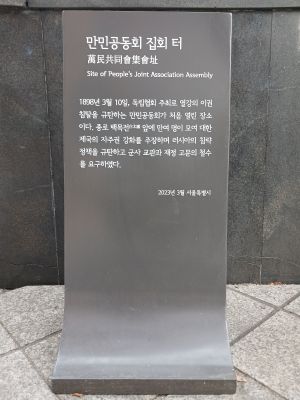 만민공동회 집회 터
萬民共同會集會址
Site of People's Joint Association Assembly
1898년 3월 10일, 독립협회 주최로 열강의 이권
침탈을 규탄하는 만민공동회가 처음 열린 장소
이다. 종로 백목전 앞에 만여 명이 모여 대한
제국의 자주권 강화를 주장하며 러시아의 침략
정책을 규탄하고 군사 교관과 재정 고문의 철수
를 요구하였다.
2023년 3월 서울특별시